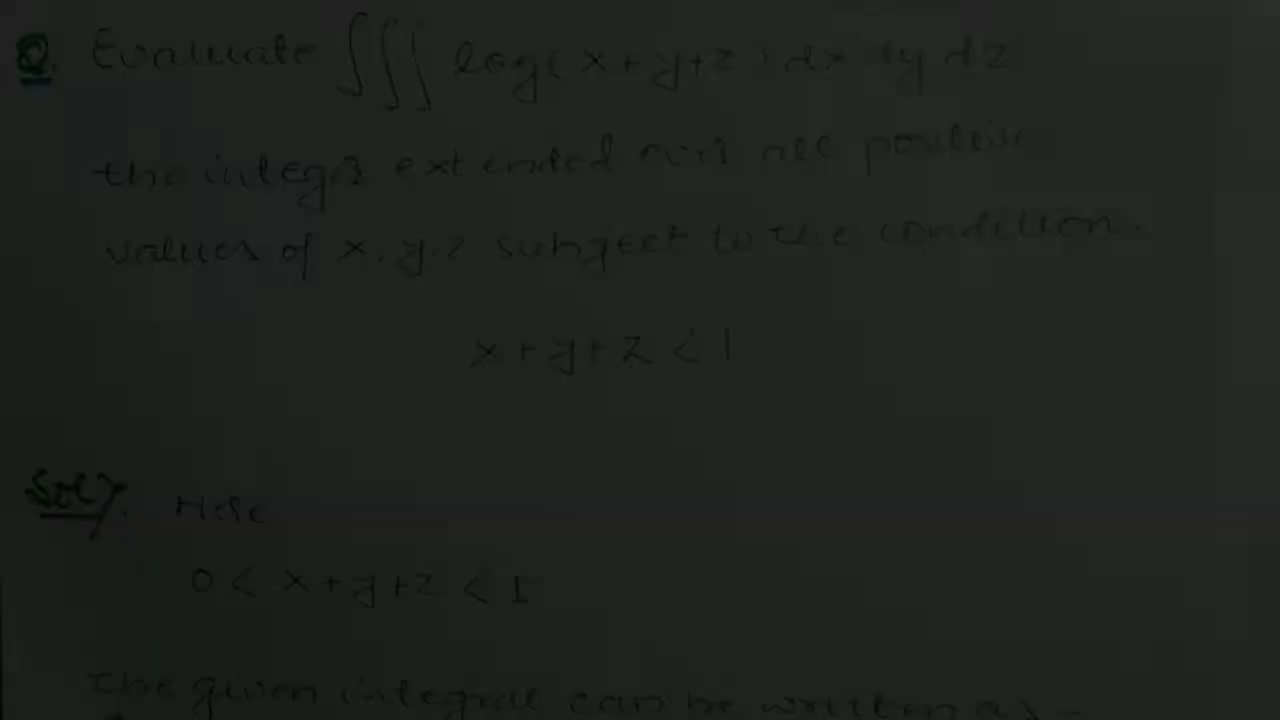 Q. Evaluate ∫∫∫ log(x+y+z) dx dy dz
the integral extended over all positive
values of x, y, z subject to the condition.
x+y+z < 1
Sol7. Here
0 < x+y+z < 1
The given integral can be written as